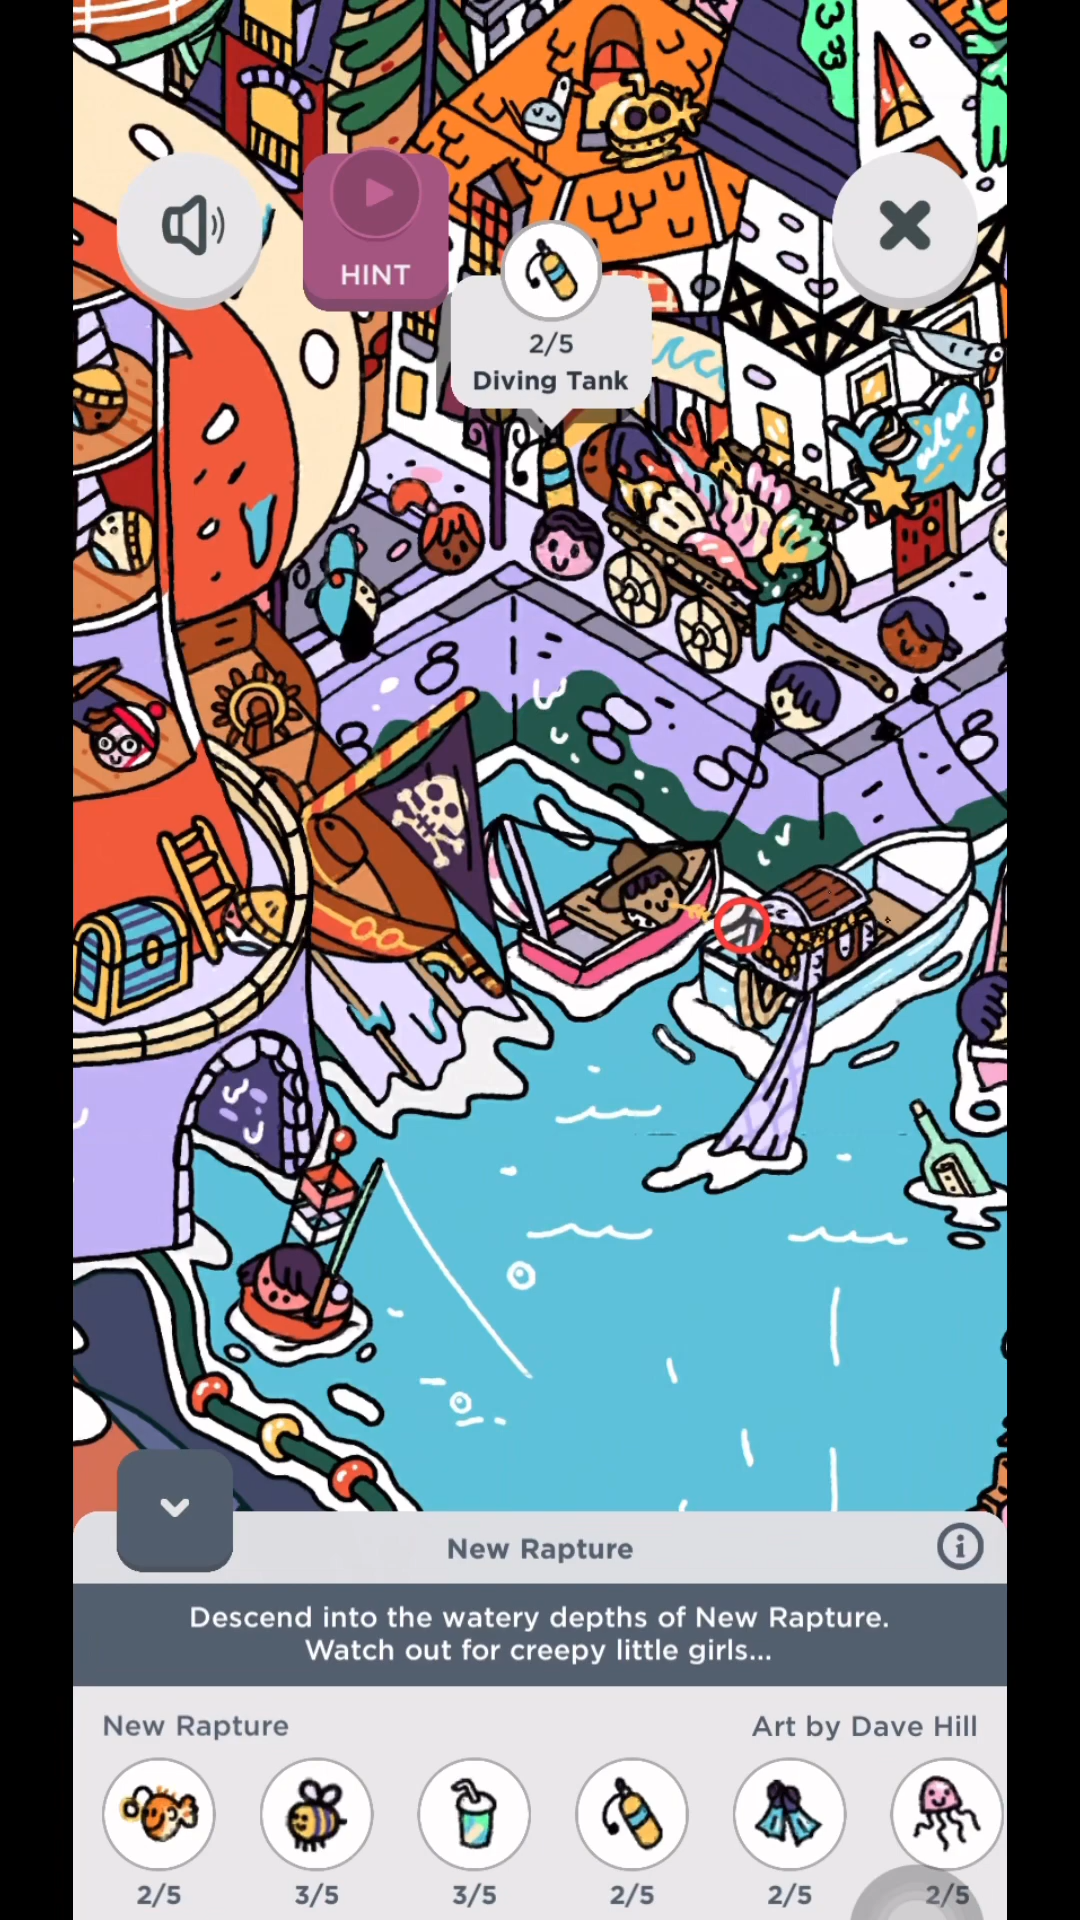 HINT
2/5
Diving Tank
New Rapture
Descend into the watery depths of New Rapture.
Watch out for creepy little girls...
New Rapture
Art by Dave Hill
2/5
3/5
3/5
2/5
2/5
2/5